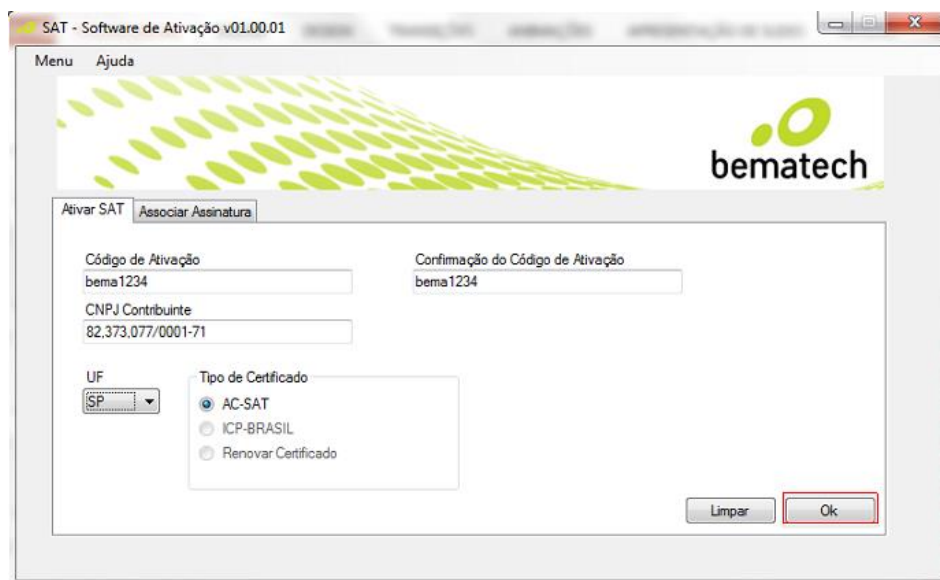 SAT - Software de Ativação v01.00.01
Menu Ajuda
bematech
Ativar SAT Associar Assinatura
Código de Ativação Confirmação do Código de Ativação
bema1234 bema1234
CNPJ Contribuinte
82,373,077/0001-71
UF Tipo de Certificado
SP AC-SAT
ICP-BRASIL
Renovar Certificado
Limpar Ok